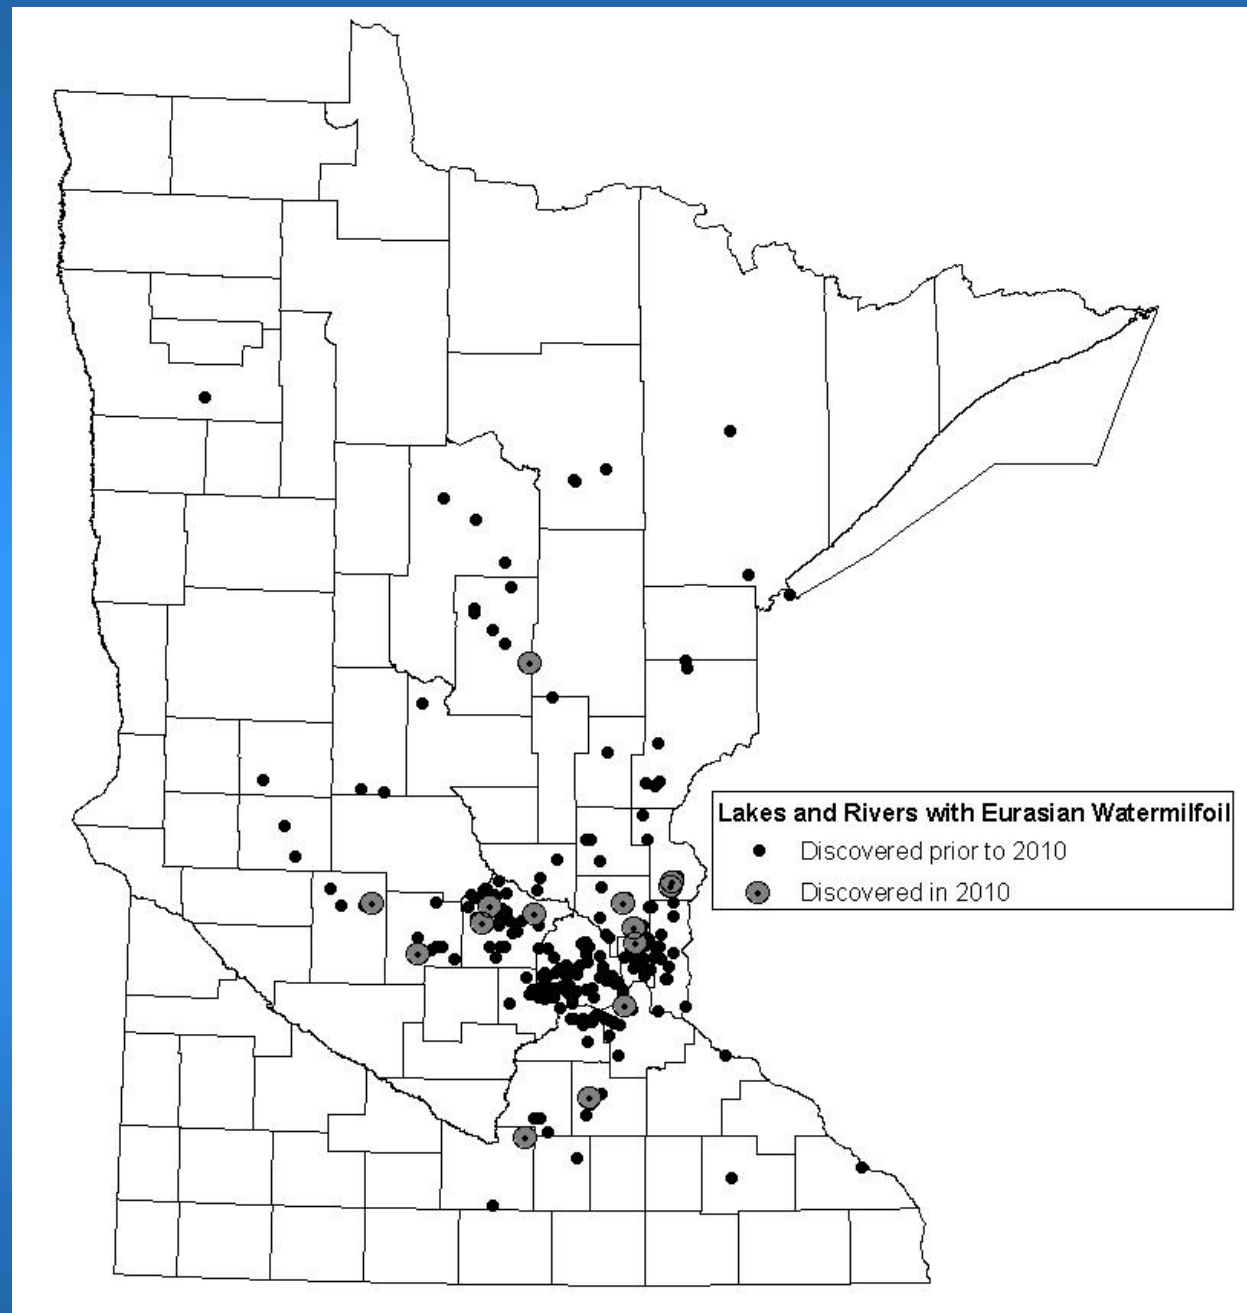 Lakes and Rivers with Eurasian Watermilfoil
Discovered prior to 2010
Discovered in 2010